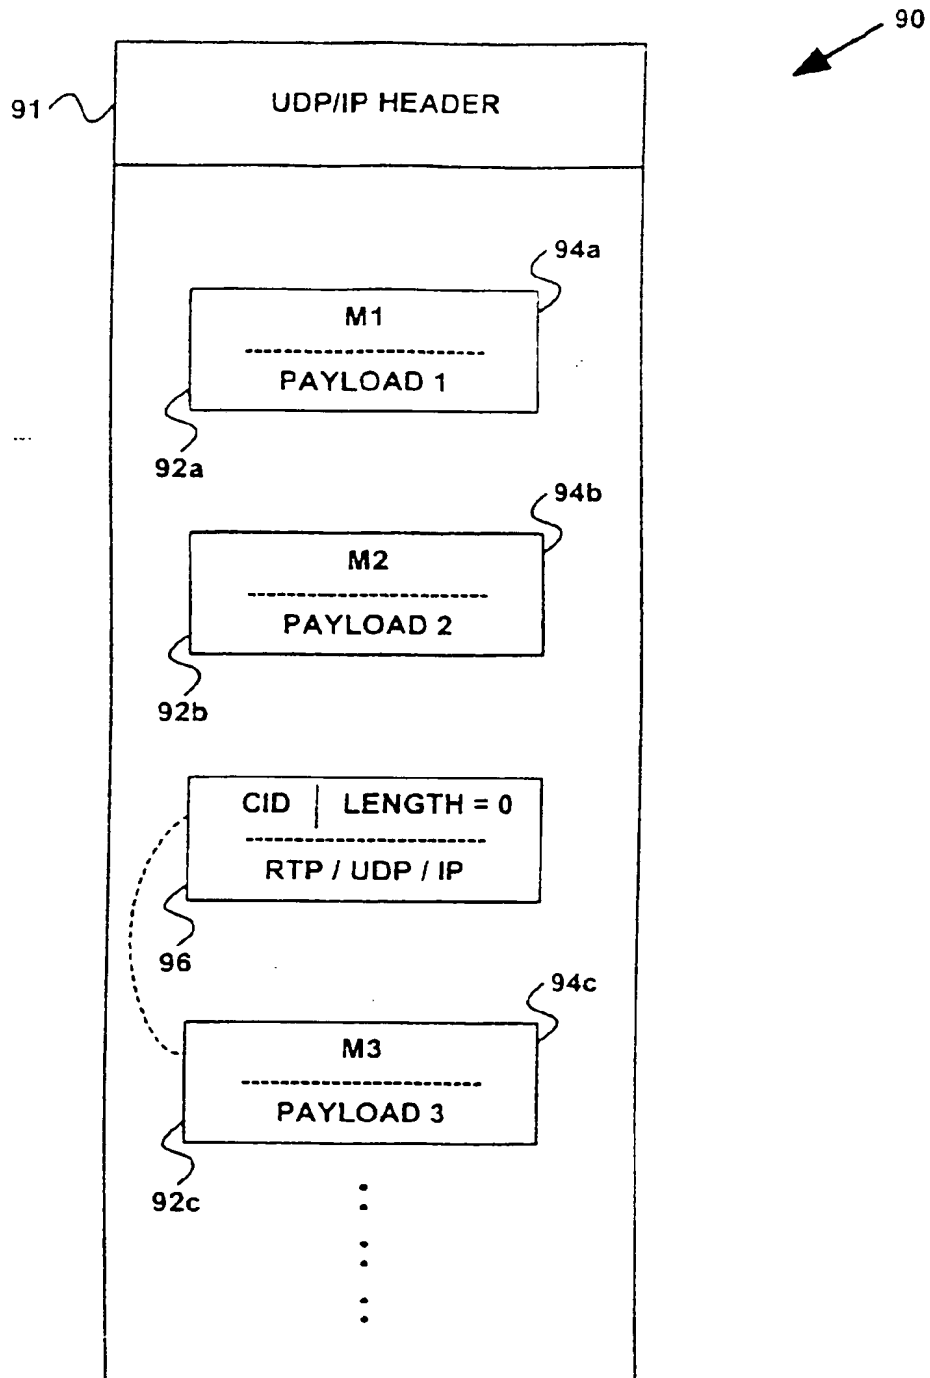 90
91
UDP/IP HEADER
94a
M1
PAYLOAD 1
92a
94b
M2
PAYLOAD 2
92b
CID | LENGTH = 0
RTP / UDP / IP
96
94c
M3
PAYLOAD 3
92c